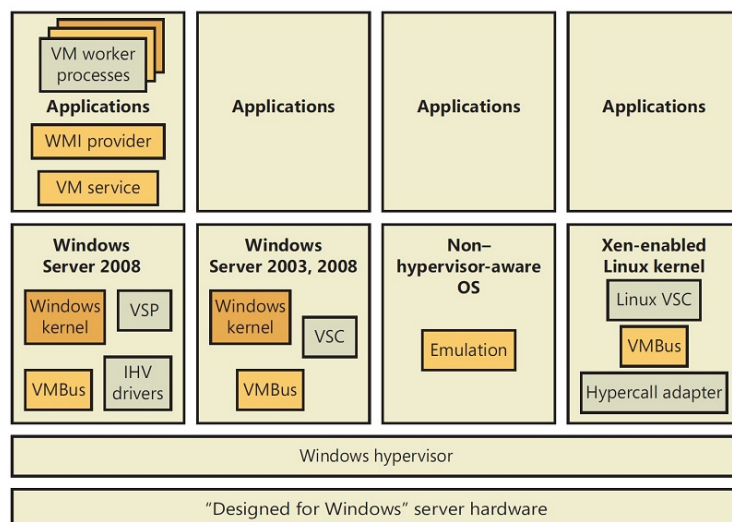 VM worker
processes
Applications
WMI provider
VM service
Applications
Applications
Applications
Windows
Server 2008
Windows
kernel
VSP
VMBus
IHV
drivers
Windows
Server 2003, 2008
Windows
kernel
VSC
VMBus
Non–
hypervisor-aware
OS
Emulation
Xen-enabled
Linux kernel
Linux VSC
VMBus
Hypercall adapter
Windows hypervisor
“Designed for Windows” server hardware